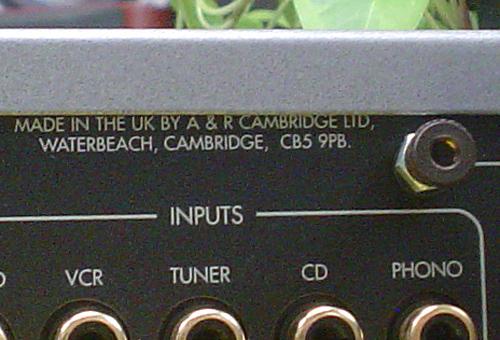 MADE IN THE UK BY A & R CAMBRIDGE LTD,
WATERBEACH, CAMBRIDGE, CB5 9PB.
INPUTS
VCR TUNER CD PHONO